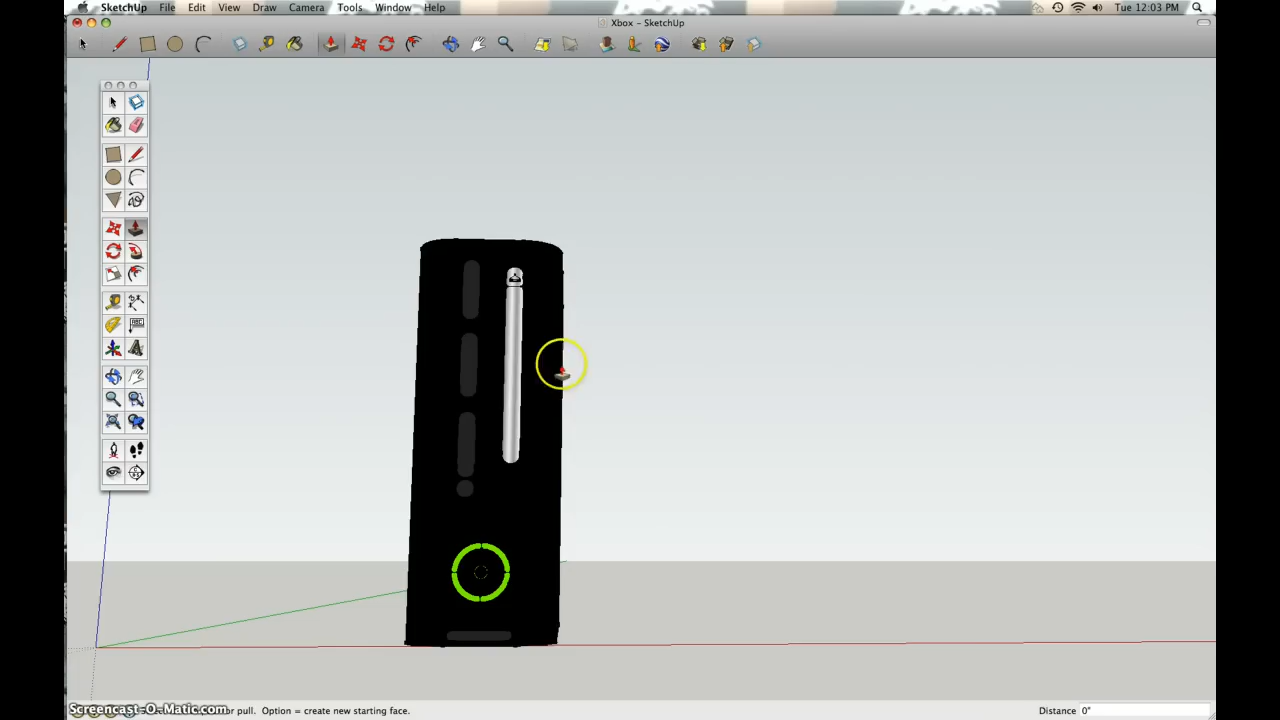 SketchUp File Edit View Draw Camera Tools Window Help Tue 12:03 PM
Xbox - SketchUp
ABC
Screencast-O-Matic.com or pull. Option = create new starting face. Distance 0"